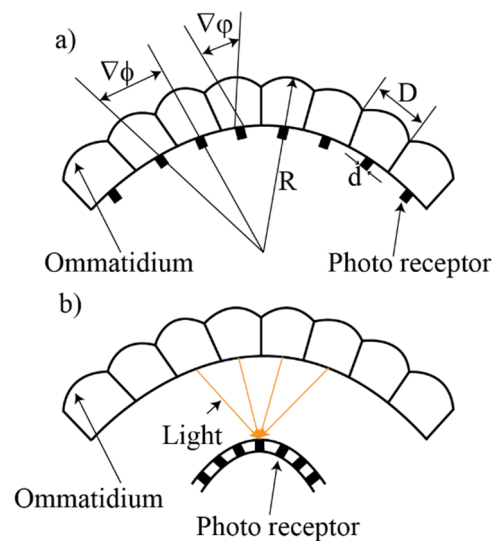 a)
∇ϕ
∇φ
D
R
d
Ommatidium
Photo receptor
b)
Light
Ommatidium
Photo receptor